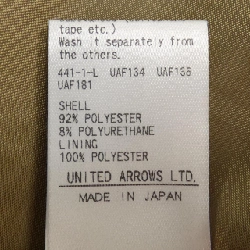 tape etc.)
Wash it separately from
the others.
441-1-L UAF134 UAF135
UAF181
SHELL
92% POLYESTER
8% POLYURETHANE
LINING
100% POLYESTER
UNITED ARROWS LTD.
MADE IN JAPAN